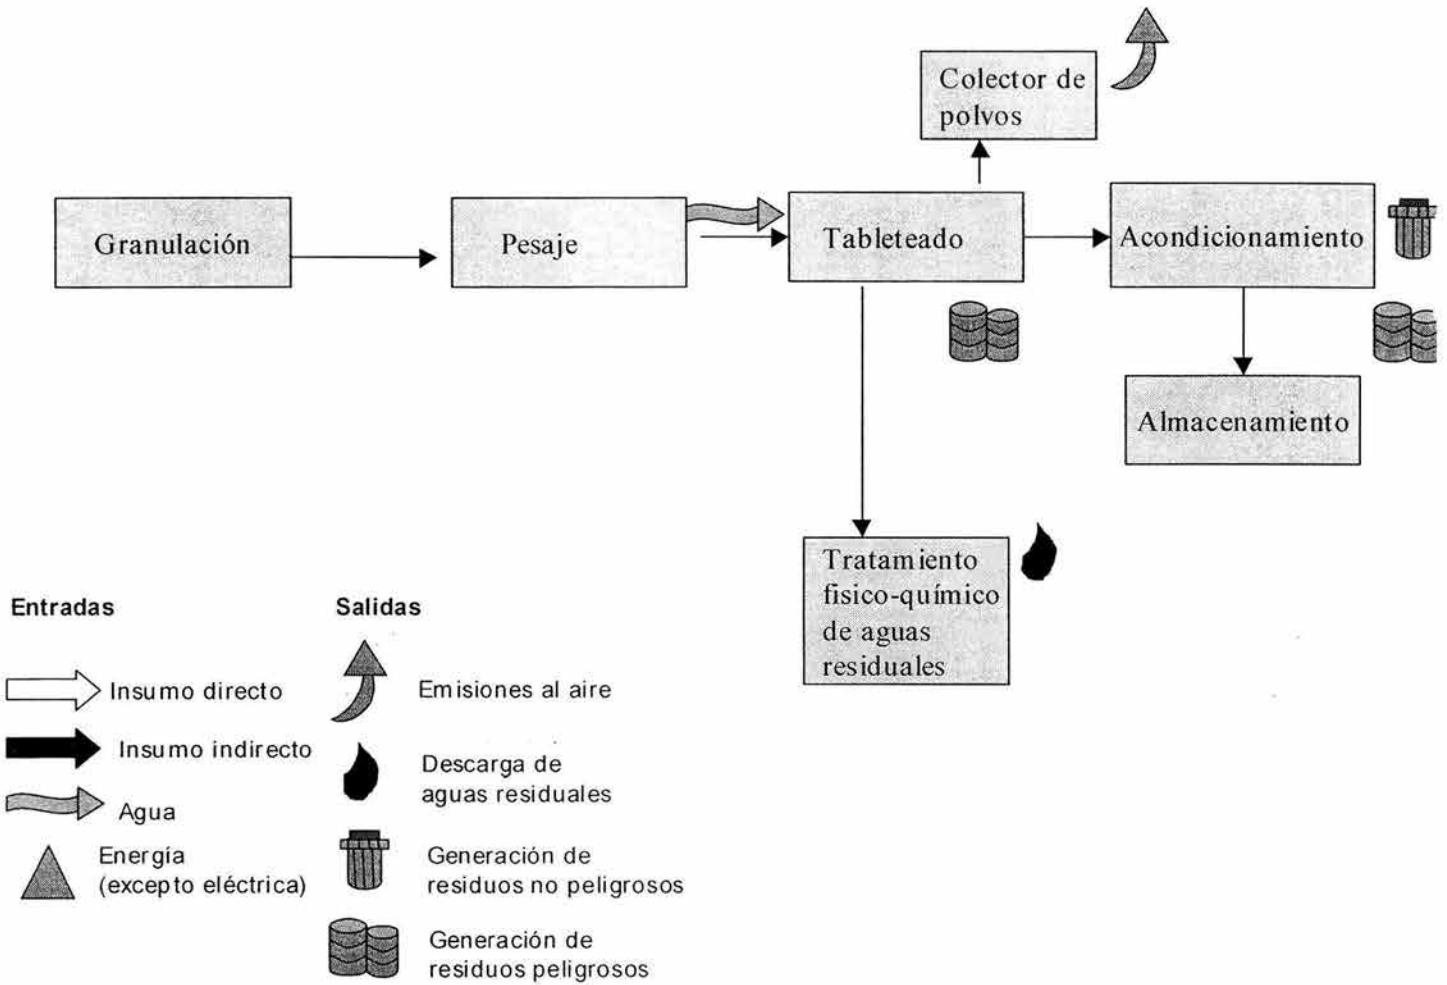 Colector de
polvos
Granulación
Pesaje
Tableteado
Acondicionamiento
Almacenamiento
Tratamiento
fisico-químico
de aguas
residuales
Entradas
Insumo directo
Insumo indirecto
Agua
Energía
(excepto eléctrica)
Salidas
Emisiones al aire
Descarga de
aguas residuales
Generación de
residuos no peligrosos
Generación de
residuos peligrosos